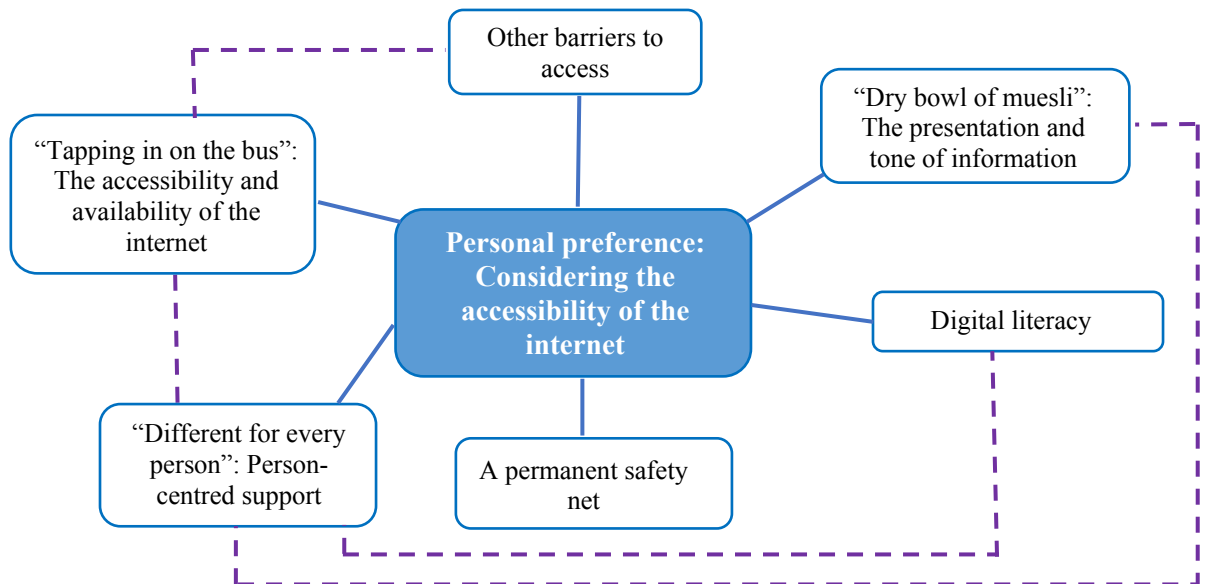 Other barriers to
access
“Dry bowl of muesli”:
The presentation and
tone of information
“Tapping in on the bus”:
The accessibility and
availability of the
internet
Personal preference:
Considering the
accessibility of the
internet
Digital literacy
“Different for every
person”: Person-
centred support
A permanent safety
net